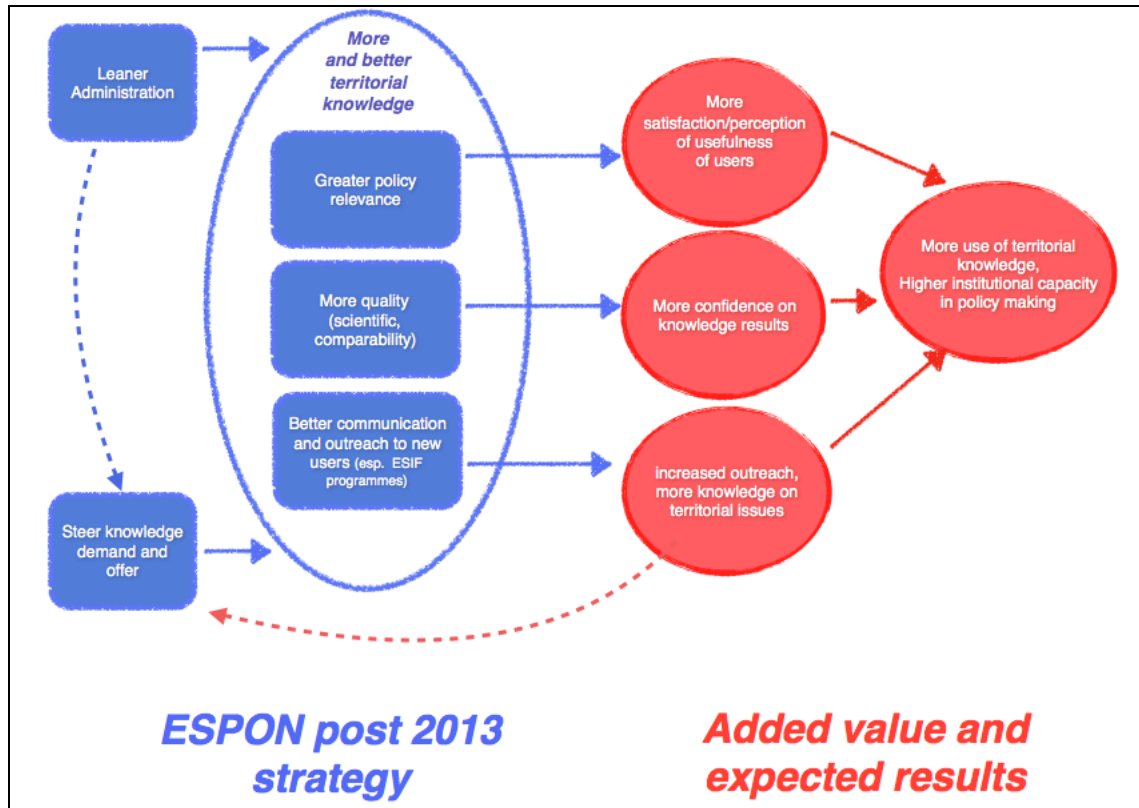 Leaner
Administration
More
and better
territorial
knowledge
Greater policy
relevance
More quality
(scientific,
comparability)
Better communication
and outreach to new
users (esp. ESIF
programmes)
Steer knowledge
demand and
offer
More
satisfaction/perception
of usefulness
of users
More confidence on
knowledge results
increased outreach,
more knowledge on
territorial issues
More use of territorial
knowledge,
Higher institutional capacity
in policy making
ESPON post 2013
strategy
Added value and
expected results